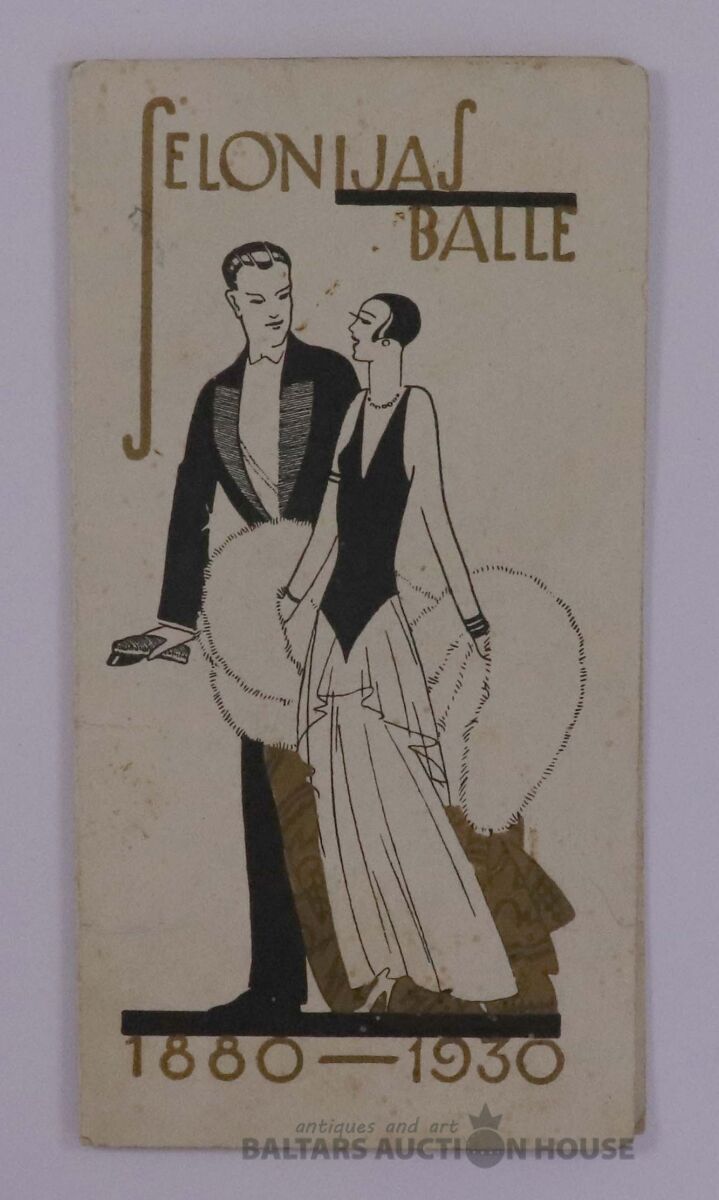 SELONIJAS
BALLE
1880—1930
antiques and art
BALTARS AUCTION HOUSE